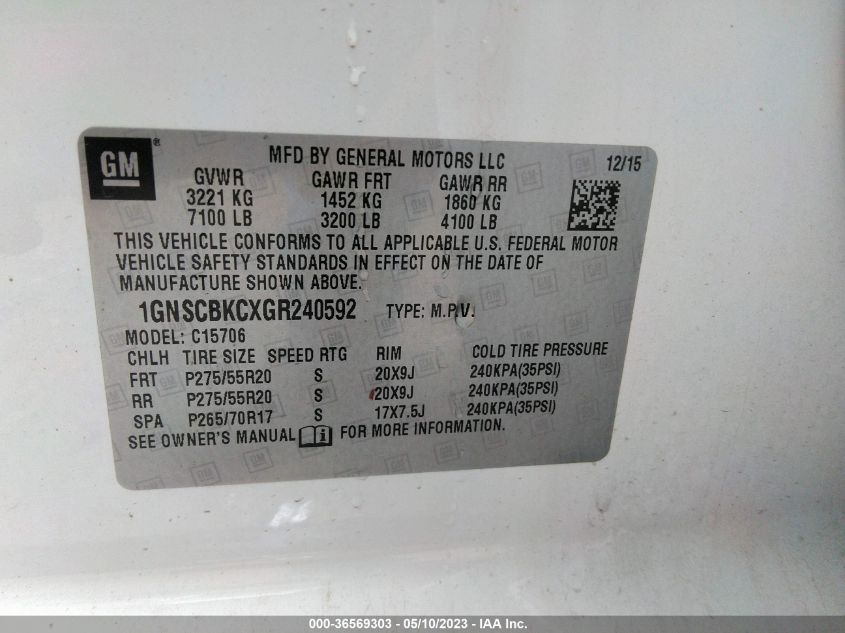 GM ® MFD BY GENERAL MOTORS LLC 12/15
GVWR GAWR FRT GAWR RR
3221 KG 1452 KG 1860 KG
7100 LB 3200 LB 4100 LB
THIS VEHICLE CONFORMS TO ALL APPLICABLE U.S. FEDERAL MOTOR
VEHICLE SAFETY STANDARDS IN EFFECT ON THE DATE OF
MANUFACTURE SHOWN ABOVE.
1GNSCBKCXGR240592 TYPE: M.P.V.
MODEL: C15706
CHLH TIRE SIZE SPEED RTG RIM COLD TIRE PRESSURE
FRT P275/55R20 S 20X9J 240KPA(35PSI)
RR P275/55R20 S 20X9J 240KPA(35PSI)
SPA P265/70R17 S 17X7.5J 240KPA(35PSI)
SEE OWNER'S MANUAL FOR MORE INFORMATION.
000-36569303 - 05/10/2023 - IAA Inc.